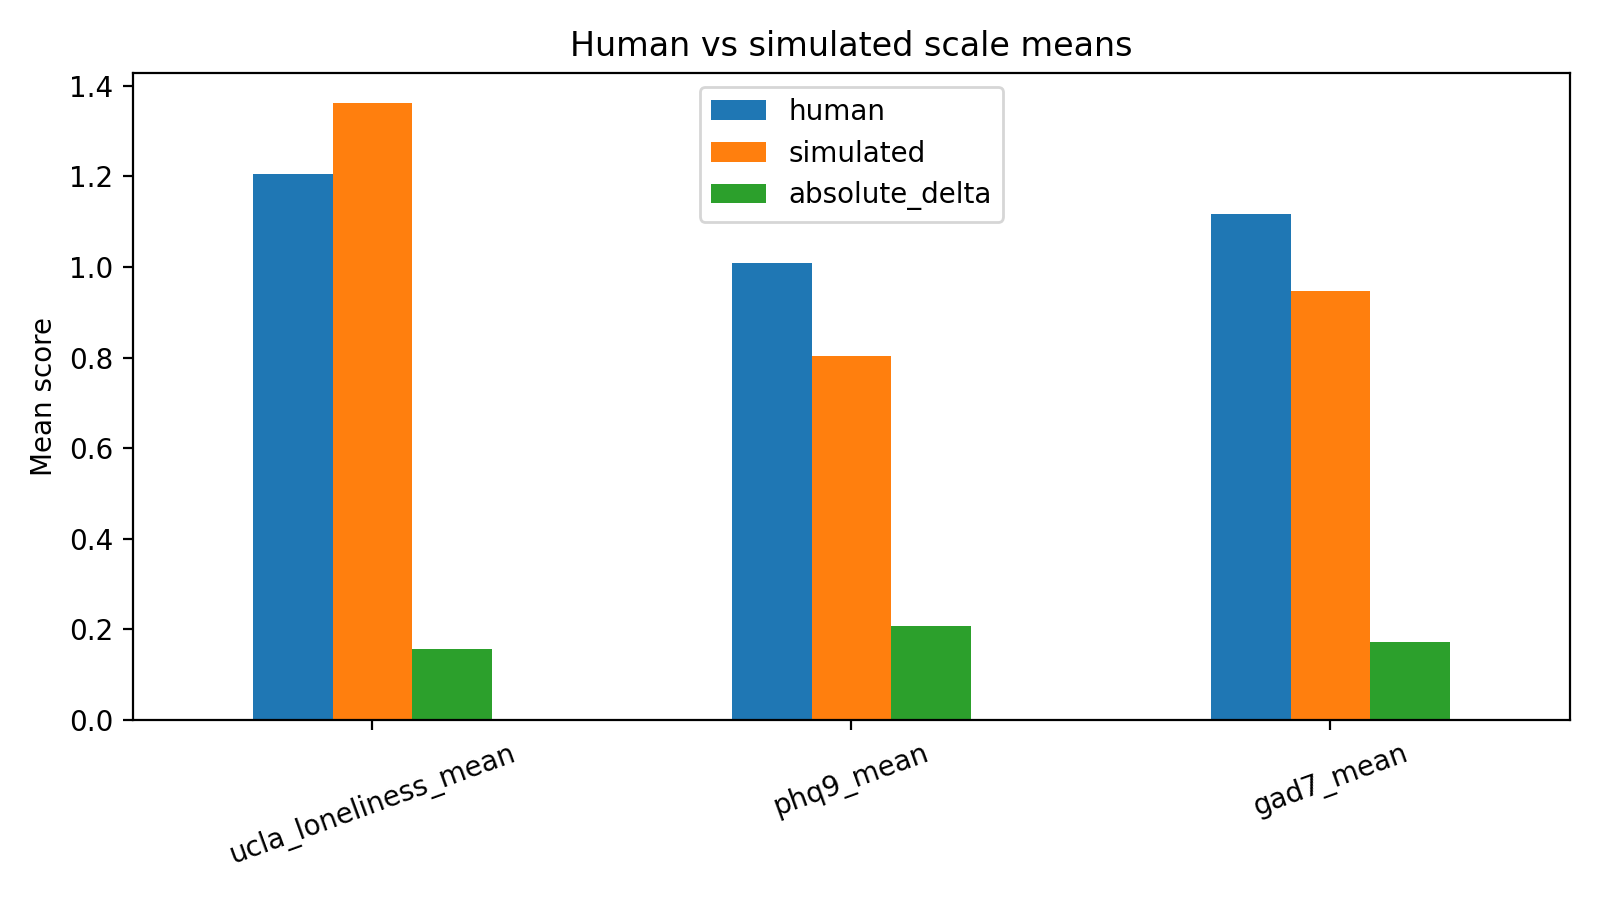 Human vs simulated scale means
human
simulated
absolute_delta
Mean score
1.4
1.2
1.0
0.8
0.6
0.4
0.2
0.0
ucla_loneliness_mean
phq9_mean
gad7_mean